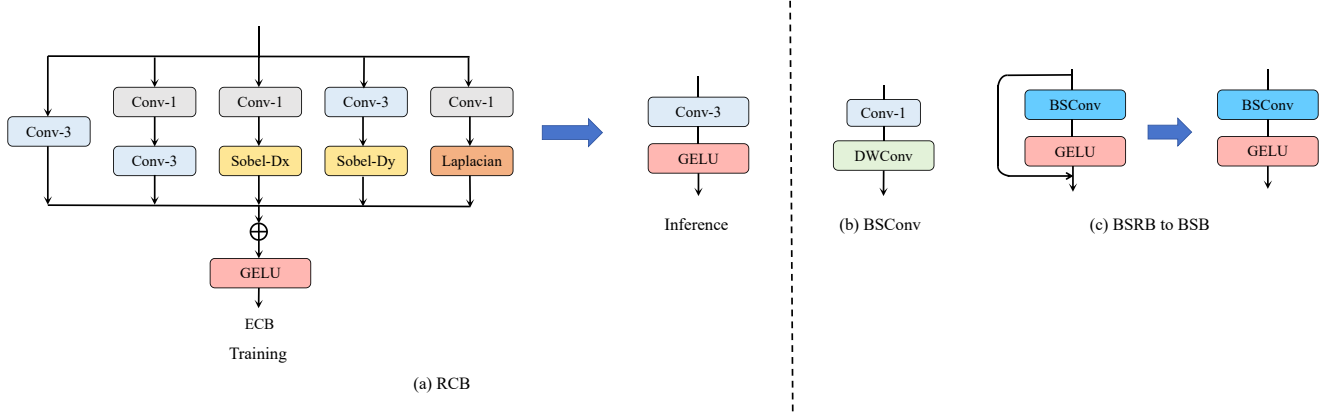 Conv-3
Conv-1
Conv-3
Conv-1
Sobel-Dx
Conv-3
Sobel-Dy
Conv-1
Laplacian
GELU
ECB
Training
Conv-3
GELU
Inference
(a) RCB
Conv-1
DWConv
(b) BSConv
BSConv
GELU
BSConv
GELU
(c) BSRB to BSB